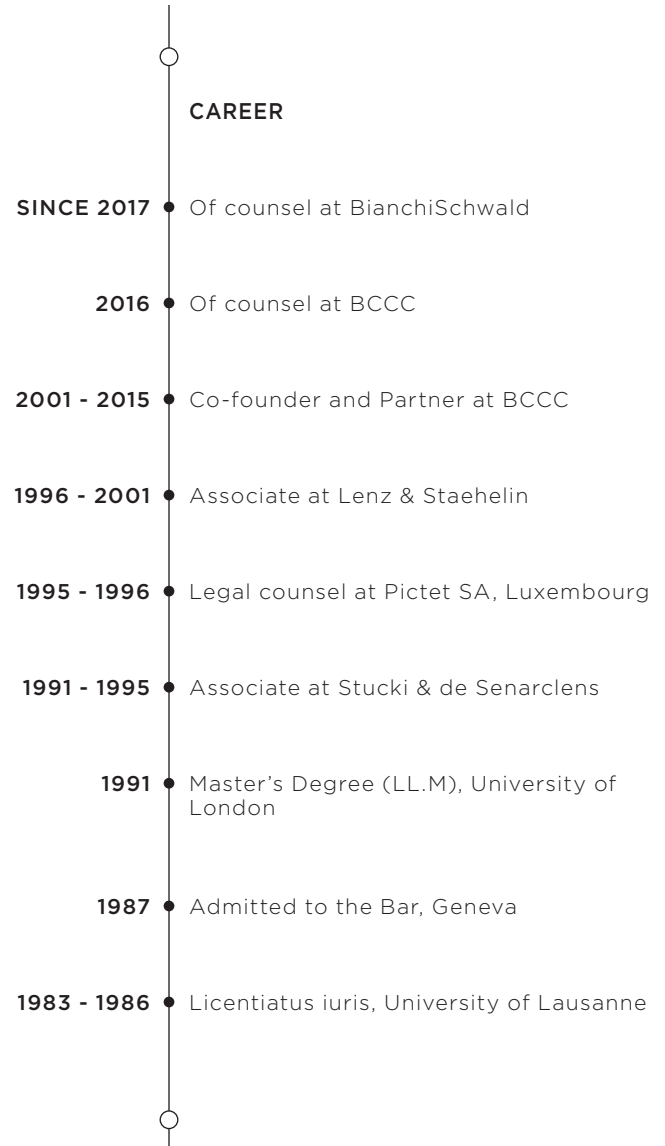 CAREER
SINCE 2017 Of counsel at BianchiSchwald
2016 Of counsel at BCCC
2001 - 2015 Co-founder and Partner at BCCC
1996 - 2001 Associate at Lenz & Staehelin
1995 - 1996 Legal counsel at Pictet SA, Luxembourg
1991 - 1995 Associate at Stucki & de Senarclens
1991 Master's Degree (LL.M), University of
London
1987 Admitted to the Bar, Geneva
1983 - 1986 Licentiatus iuris, University of Lausanne